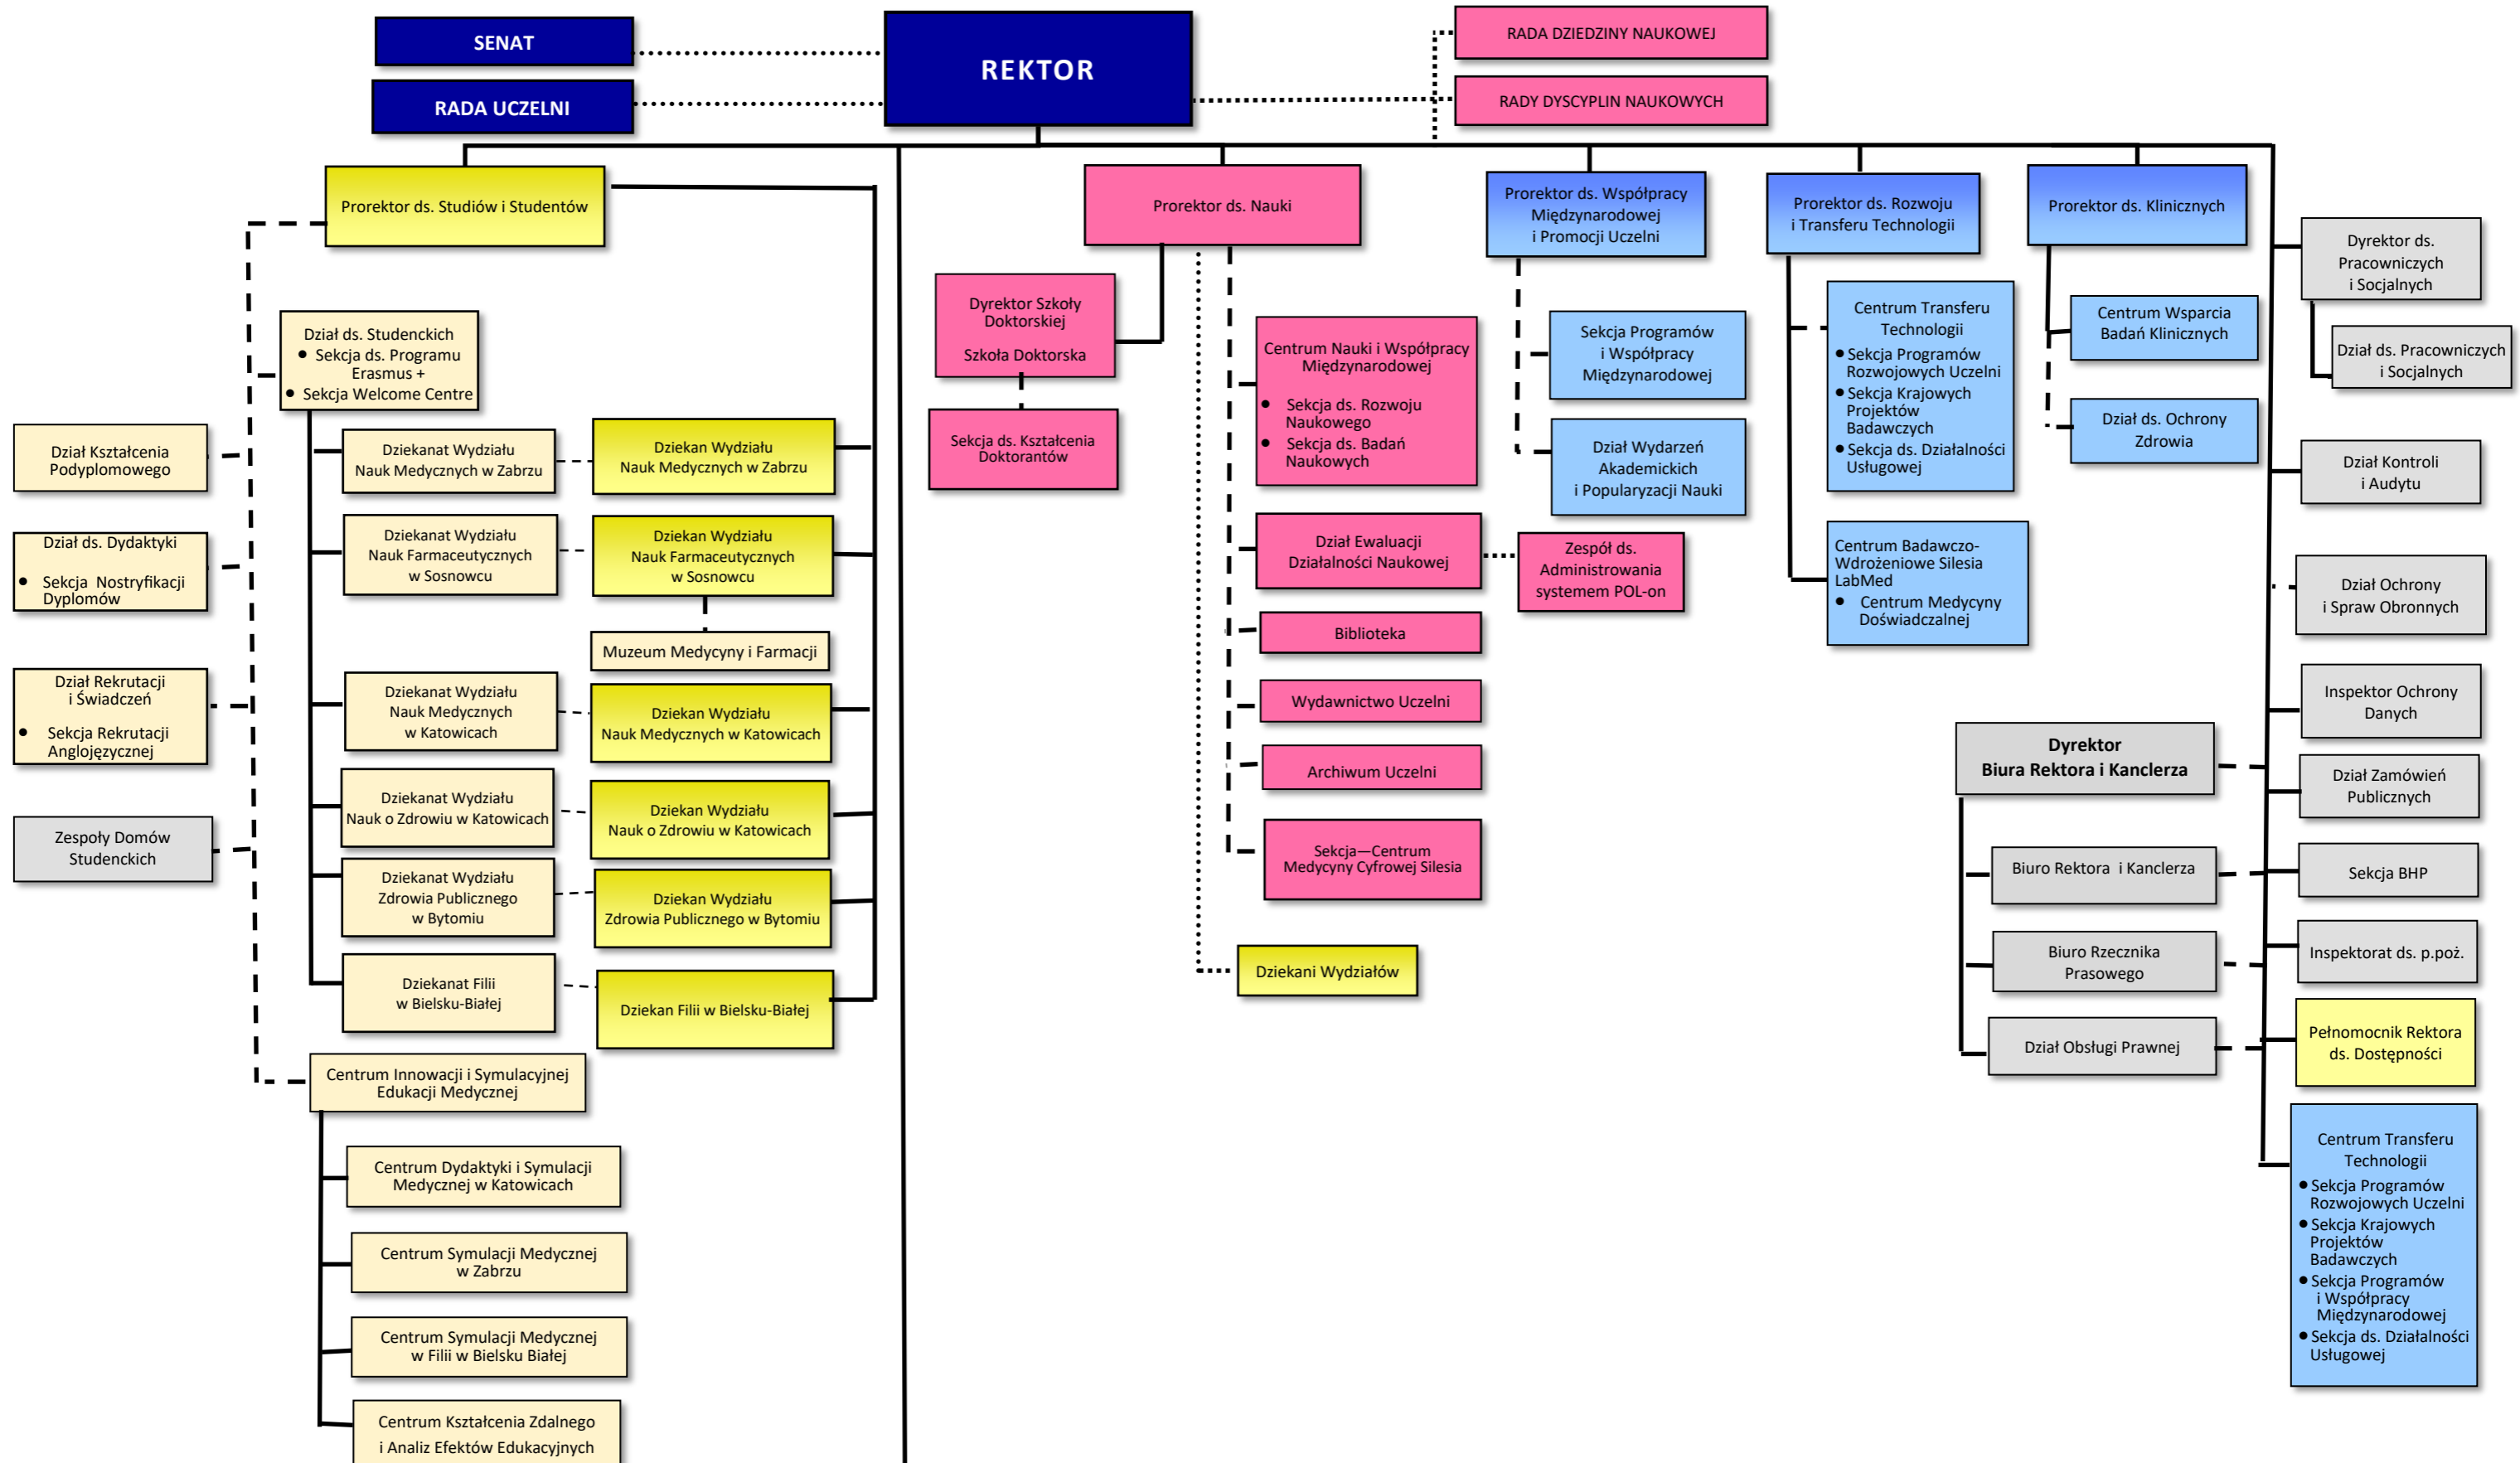 SENAT
RADA UCZELNI
REKTOR
RADA DZIEDZINY NAUKOWEJ
RADY DYSCYPLIN NAUKOWYCH
Prorektor ds. Studiów i Studentów
Prorektor ds. Nauki
Prorektor ds. Współpracy
Międzynarodowej
i Promocji Uczelni
Prorektor ds. Rozwoju
i Transferu Technologii
Prorektor ds. Klinicznych
Dział Kształcenia
Podyplomowego
Dział ds. Dydaktyki
● Sekcja Nostryfikacji
Dyplomów
Dział Rekrutacji
i Świadczeń
● Sekcja Rekrutacji
Anglojęzycznej
Zespoły Domów
Studenckich
Dział ds. Studenckich
● Sekcja ds. Programu
Erasmus +
● Sekcja Welcome Centre
Dziekanat Wydziału
Nauk Medycznych w Zabrzu
Dziekan Wydziału
Nauk Medycznych w Zabrzu
Dziekanat Wydziału
Nauk Farmaceutycznych
w Sosnowcu
Dziekan Wydziału
Nauk Farmaceutycznych
w Sosnowcu
Muzeum Medycyny i Farmacji
Dziekanat Wydziału
Nauk Medycznych
w Katowicach
Dziekan Wydziału
Nauk Medycznych w Katowicach
Dziekanat Wydziału
Nauk o Zdrowiu w Katowicach
Dziekan Wydziału
Nauk o Zdrowiu w Katowicach
Dziekanat Wydziału
Zdrowia Publicznego
w Bytomiu
Dziekan Wydziału
Zdrowia Publicznego w Bytomiu
Dziekanat Filii
w Bielsku-Białej
Dziekan Filii w Bielsku-Białej
Centrum Innowacji i Symulacyjnej
Edukacji Medycznej
Centrum Dydaktyki i Symulacji
Medycznej w Katowicach
Centrum Symulacji Medycznej
w Zabrzu
Centrum Symulacji Medycznej
w Filii w Bielsku Białej
Centrum Kształcenia Zdalnego
i Analiz Efektów Edukacyjnych
Dyrektor Szkoły
Doktorskiej
Szkoła Doktorska
Sekcja ds. Kształcenia
Doktorantów
Centrum Nauki i Współpracy
Międzynarodowej
● Sekcja ds. Rozwoju
Naukowego
● Sekcja ds. Badań
Naukowych
Dział Ewaluacji
Działalności Naukowej
Zespół ds.
Administrowania
systemem POL-on
Biblioteka
Wydawnictwo Uczelni
Archiwum Uczelni
Sekcja—Centrum
Medycyny Cyfrowej Silesia
Dziekani Wydziałów
Sekcja Programów
i Współpracy
Międzynarodowej
Dział Wydarzeń
Akademickich
i Popularyzacji Nauki
Centrum Transferu
Technologii
● Sekcja Programów
Rozwojowych Uczelni
● Sekcja Krajowych
Projektów
Badawczych
● Sekcja ds. Działalności
Usługowej
Centrum Badawczo-
Wdrożeniowe Silesia
LabMed
● Centrum Medycyny
Doświadczalnej
Centrum Wsparcia
Badań Klinicznych
Dział ds. Ochrony
Zdrowia
Dyrektor
Biura Rektora i Kanclerza
Biuro Rektora i Kanclerza
Biuro Rzecznika
Prasowego
Dział Obsługi Prawnej
Dyrektor ds.
Pracowniczych
i Socjalnych
Dział ds. Pracowniczych
i Socjalnych
Dział Kontroli
i Audytu
Dział Ochrony
i Spraw Obronnych
Inspektor Ochrony
Danych
Dział Zamówień
Publicznych
Sekcja BHP
Inspektorat ds. p.poż.
Pełnomocnik Rektora
ds. Dostępności
Centrum Transferu
Technologii
● Sekcja Programów
Rozwojowych Uczelni
● Sekcja Krajowych
Projektów
Badawczych
● Sekcja Programów
i Współpracy
Międzynarodowej
● Sekcja ds. Działalności
Usługowej